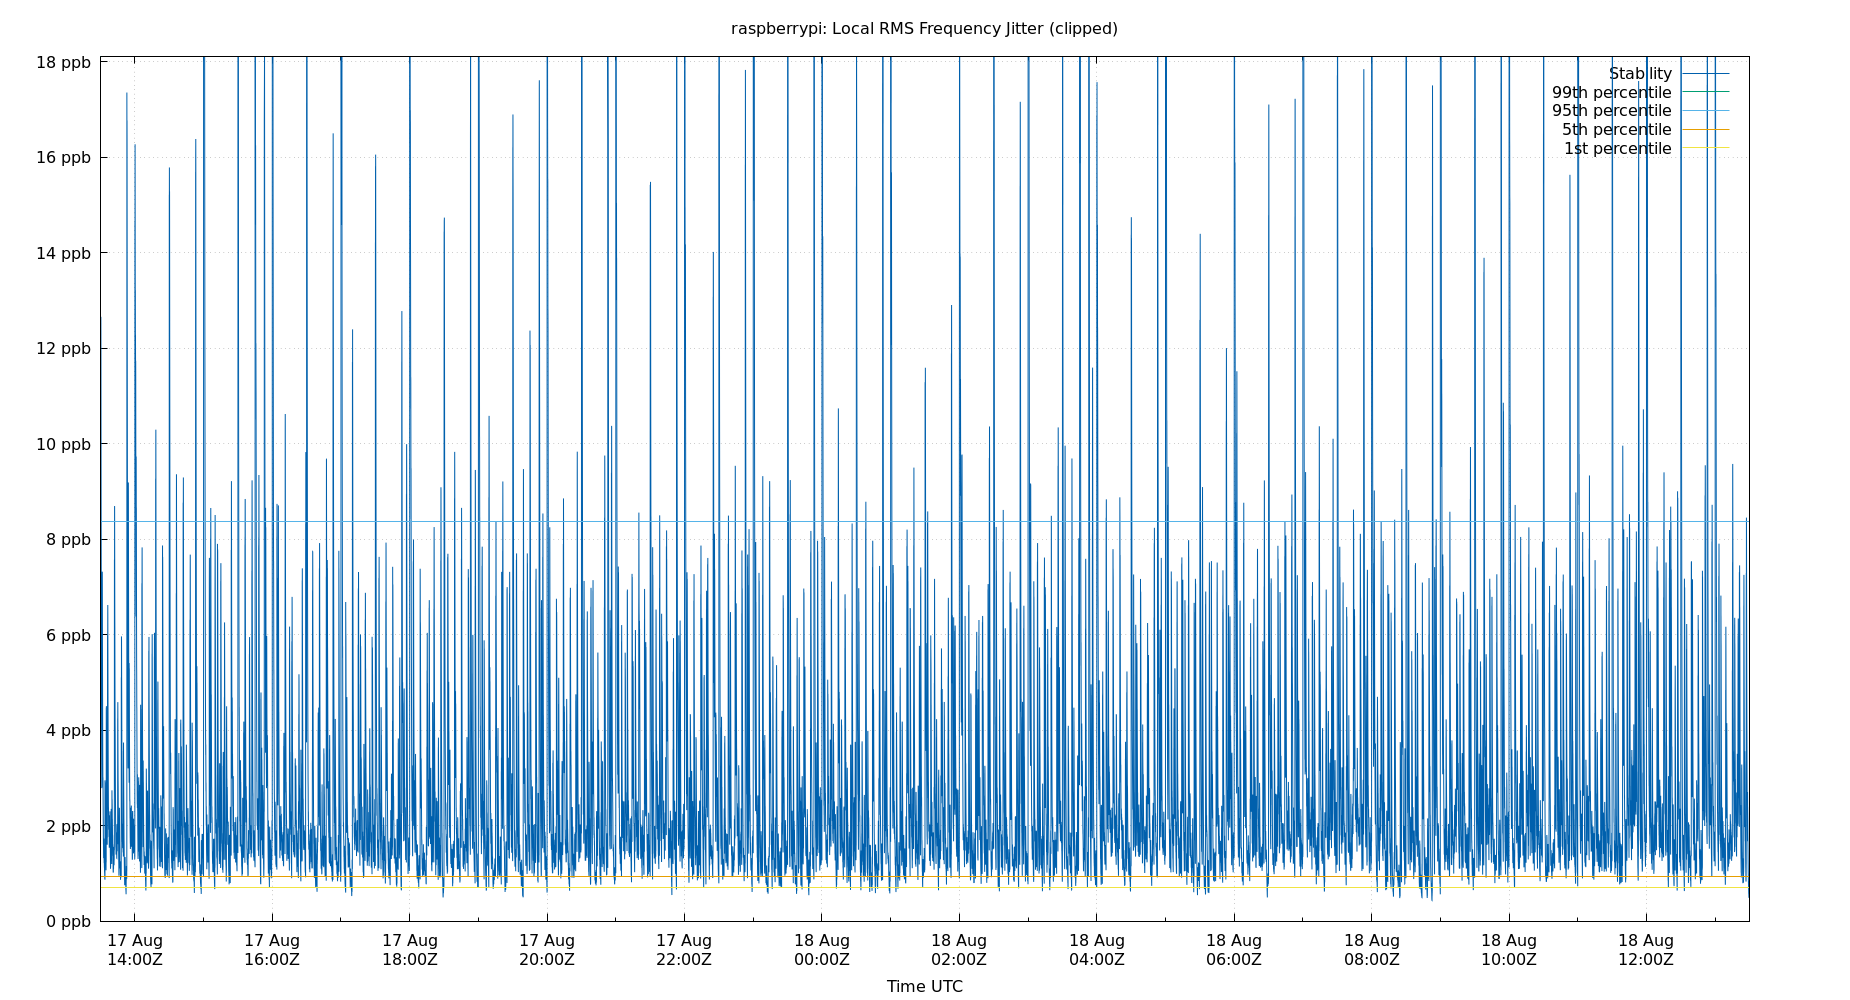 raspberrypi: Local RMS Frequency Jitter (clipped)
18 ppb
16 ppb
14 ppb
12 ppb
10 ppb
8 ppb
6 ppb
4 ppb
2 ppb
0 ppb
Stability
99th percentile
95th percentile
5th percentile
1st percentile
17 Aug 17 Aug 17 Aug 17 Aug 17 Aug 18 Aug 18 Aug 18 Aug 18 Aug 18 Aug 18 Aug 18 Aug
14:00Z 16:00Z 18:00Z 20:00Z 22:00Z 00:00Z 02:00Z 04:00Z 06:00Z 08:00Z 10:00Z 12:00Z
Time UTC